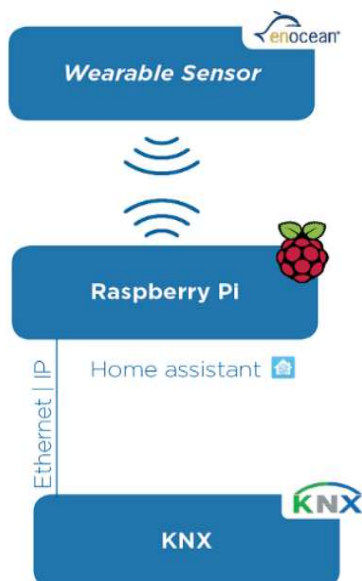 enocean®
Wearable Sensor
Raspberry Pi
Home assistant
Ethernet | IP
KNX
KNX